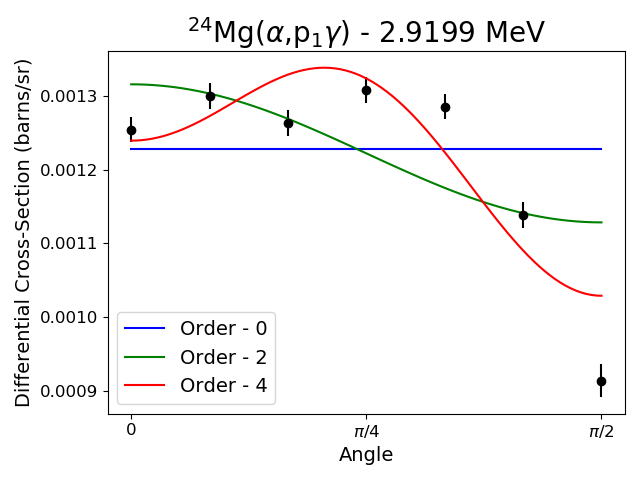 ²⁴Mg(α,p₁γ) - 2.9199 MeV
Differential Cross-Section (barns/sr)
0.0013
0.0012
0.0011
0.0010
0.0009
Order - 0
Order - 2
Order - 4
0 π/4 π/2
Angle